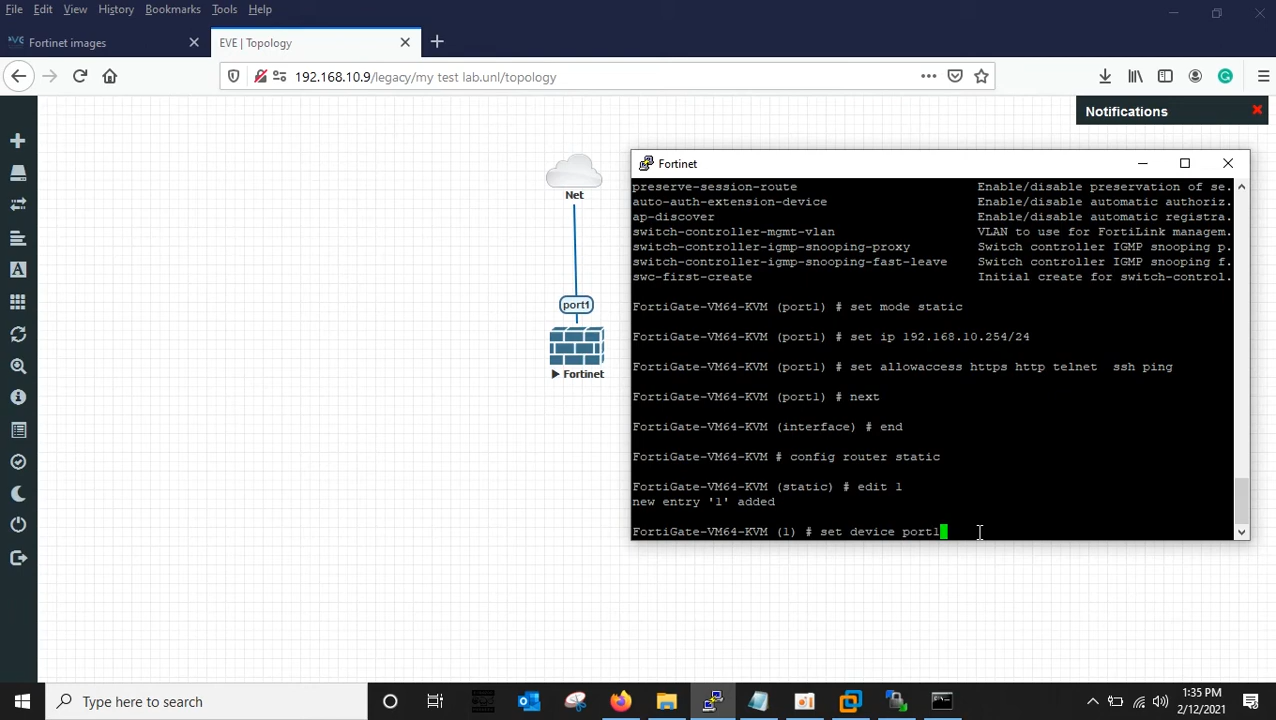 File Edit View History Bookmarks Tools Help
Fortinet images
EVE | Topology
192.168.10.9/legacy/my test lab.unl/topology
Notifications
Net
port1
Fortinet
Fortinet
preserve-session-route Enable/disable preservation of se.
auto-auth-extension-device Enable/disable automatic authoriz.
ap-discover Enable/disable automatic registra.
switch-controller-mgmt-vlan VLAN to use for FortiLink managem.
switch-controller-igmp-snooping-proxy Switch controller IGMP snooping p.
switch-controller-igmp-snooping-fast-leave Switch controller IGMP snooping f.
swc-first-create Initial create for switch-control.
FortiGate-VM64-KVM (port1) # set mode static
FortiGate-VM64-KVM (port1) # set ip 192.168.10.254/24
FortiGate-VM64-KVM (port1) # set allowaccess https http telnet  ssh ping
FortiGate-VM64-KVM (port1) # next
FortiGate-VM64-KVM (interface) # end
FortiGate-VM64-KVM # config router static
FortiGate-VM64-KVM (static) # edit 1
new entry '1' added
FortiGate-VM64-KVM (1) # set device port1
Type here to search
1:35 PM
2/12/2021